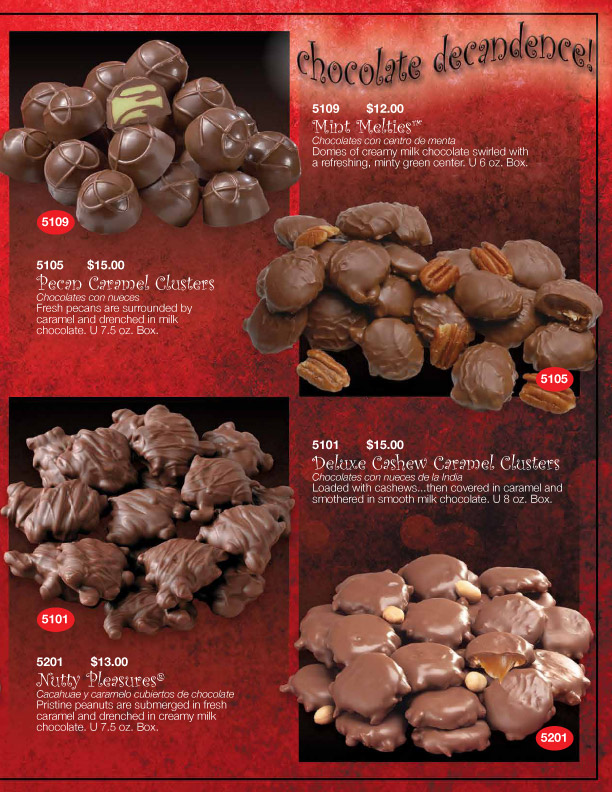 chocolate decandence!
5109 $12.00
Mint Melties™
Chocolates con centro de menta
Domes of creamy milk chocolate swirled with
a refreshing, minty green center. U 6 oz. Box.
5109
5105 $15.00
Pecan Caramel Clusters
Chocolates con nueces
Fresh pecans are surrounded by
caramel and drenched in milk
chocolate. U 7.5 oz. Box.
5105
5101 $15.00
Deluxe Cashew Caramel Clusters
Chocolates con nueces de la India
Loaded with cashews...then covered in caramel and
smothered in smooth milk chocolate. U 8 oz. Box.
5101
5201 $13.00
Nutty Pleasures®
Cacahuae y caramelo cubiertos de chocolate
Pristine peanuts are submerged in fresh
caramel and drenched in creamy milk
chocolate. U 7.5 oz. Box.
5201